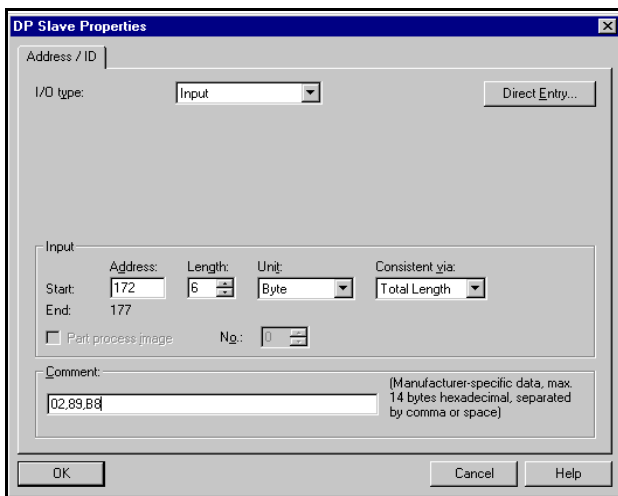 DP Slave Properties
Address / ID
I/O type: Input Direct Entry...
Input
Address: Length: Unit: Consistent via:
Start: 172 6 Byte Total Length
End: 177
Part process image No.: 0
Comment:
02,89,B8
(Manufacturer-specific data, max.
14 bytes hexadecimal, separated
by comma or space)
OK Cancel Help